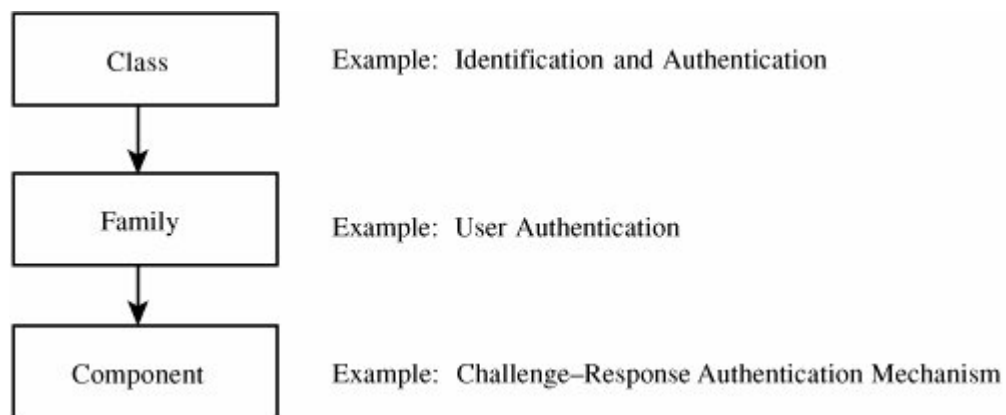 Class
Example: Identification and Authentication
Family
Example: User Authentication
Component
Example: Challenge–Response Authentication Mechanism